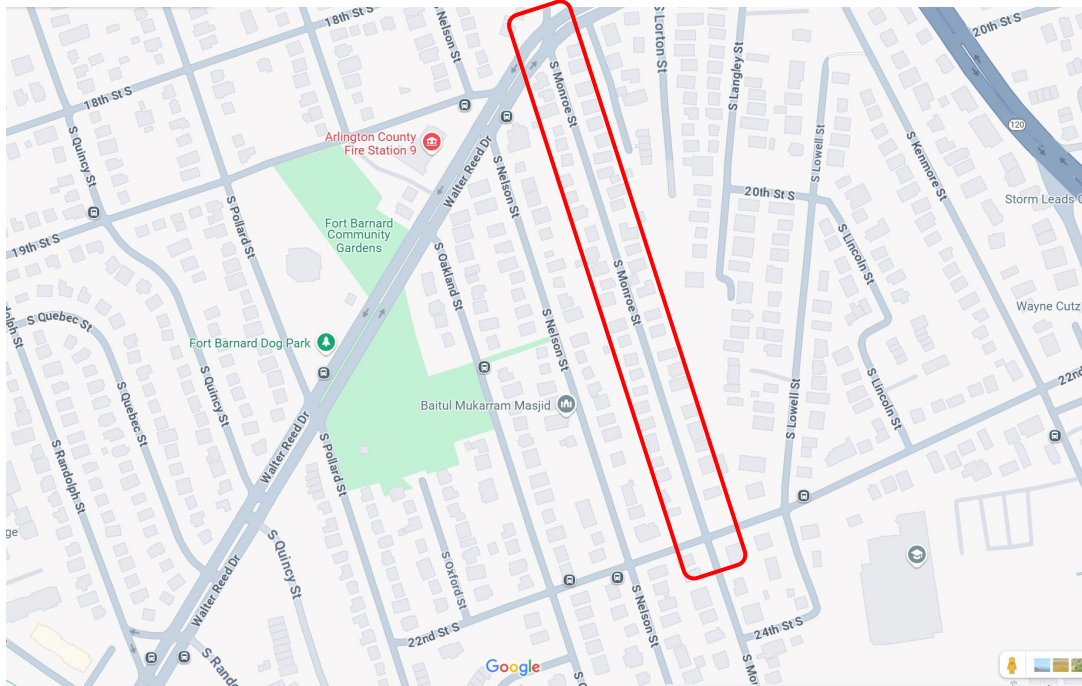 18th St S
20th St S
S Nelson St
S Lorton St
S Langley St
18th St S
S Monroe St
120
Arlington County
Fire Station 9
S Quincy St
Walter Reed Dr
S Lowell St
S Kenmore St
S Nelson St
20th St S
Storm Leads
S Pollard St
Fort Barnard
Community
Gardens
19th St S
S Oakland St
S Lincoln St
S Monroe St
Wayne Cutz
S Quebec St
S Nelson St
Fort Barnard Dog Park
22nd
S Quincy St
S Quebec St
S Lincoln St
Baitul Mukarram Masjid
S Lowell St
Walter Reed Dr
S Randolph St
S Pollard St
S Quincy St
S Oxford St
Walter Reed Dr
S Nelson St
22nd St S
24th St S
Google